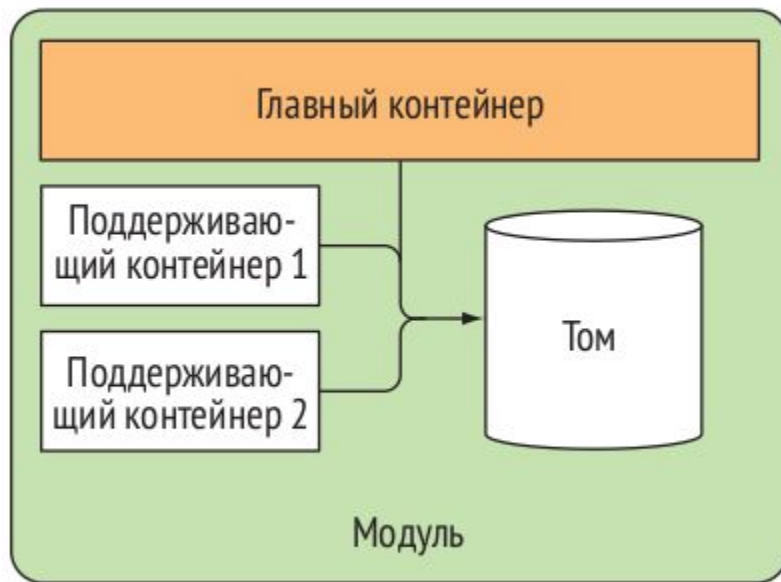 Главный контейнер
Поддерживаю-
щий контейнер 1
Поддерживаю-
щий контейнер 2
Том
Модуль